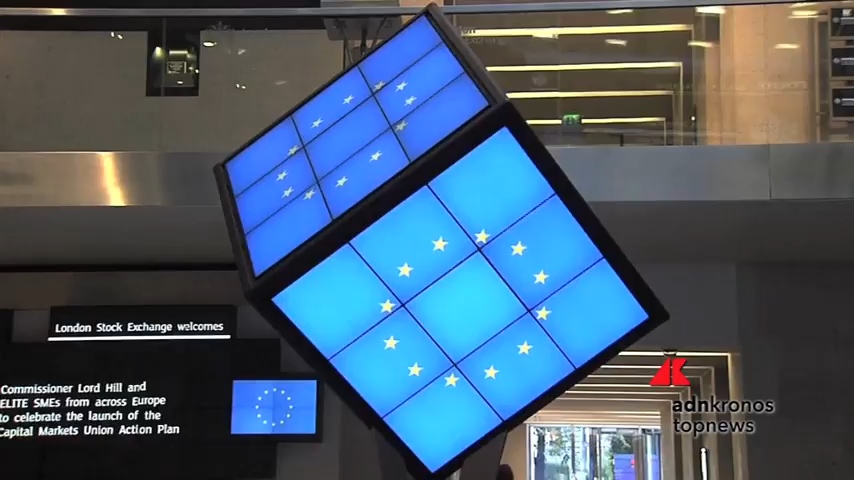 London Stock Exchange welcomes
Commissioner Lord Hill and
ELITE SMEs from across Europe
to celebrate the launch of the
Capital Markets Union Action Plan
adnkronos
topnews